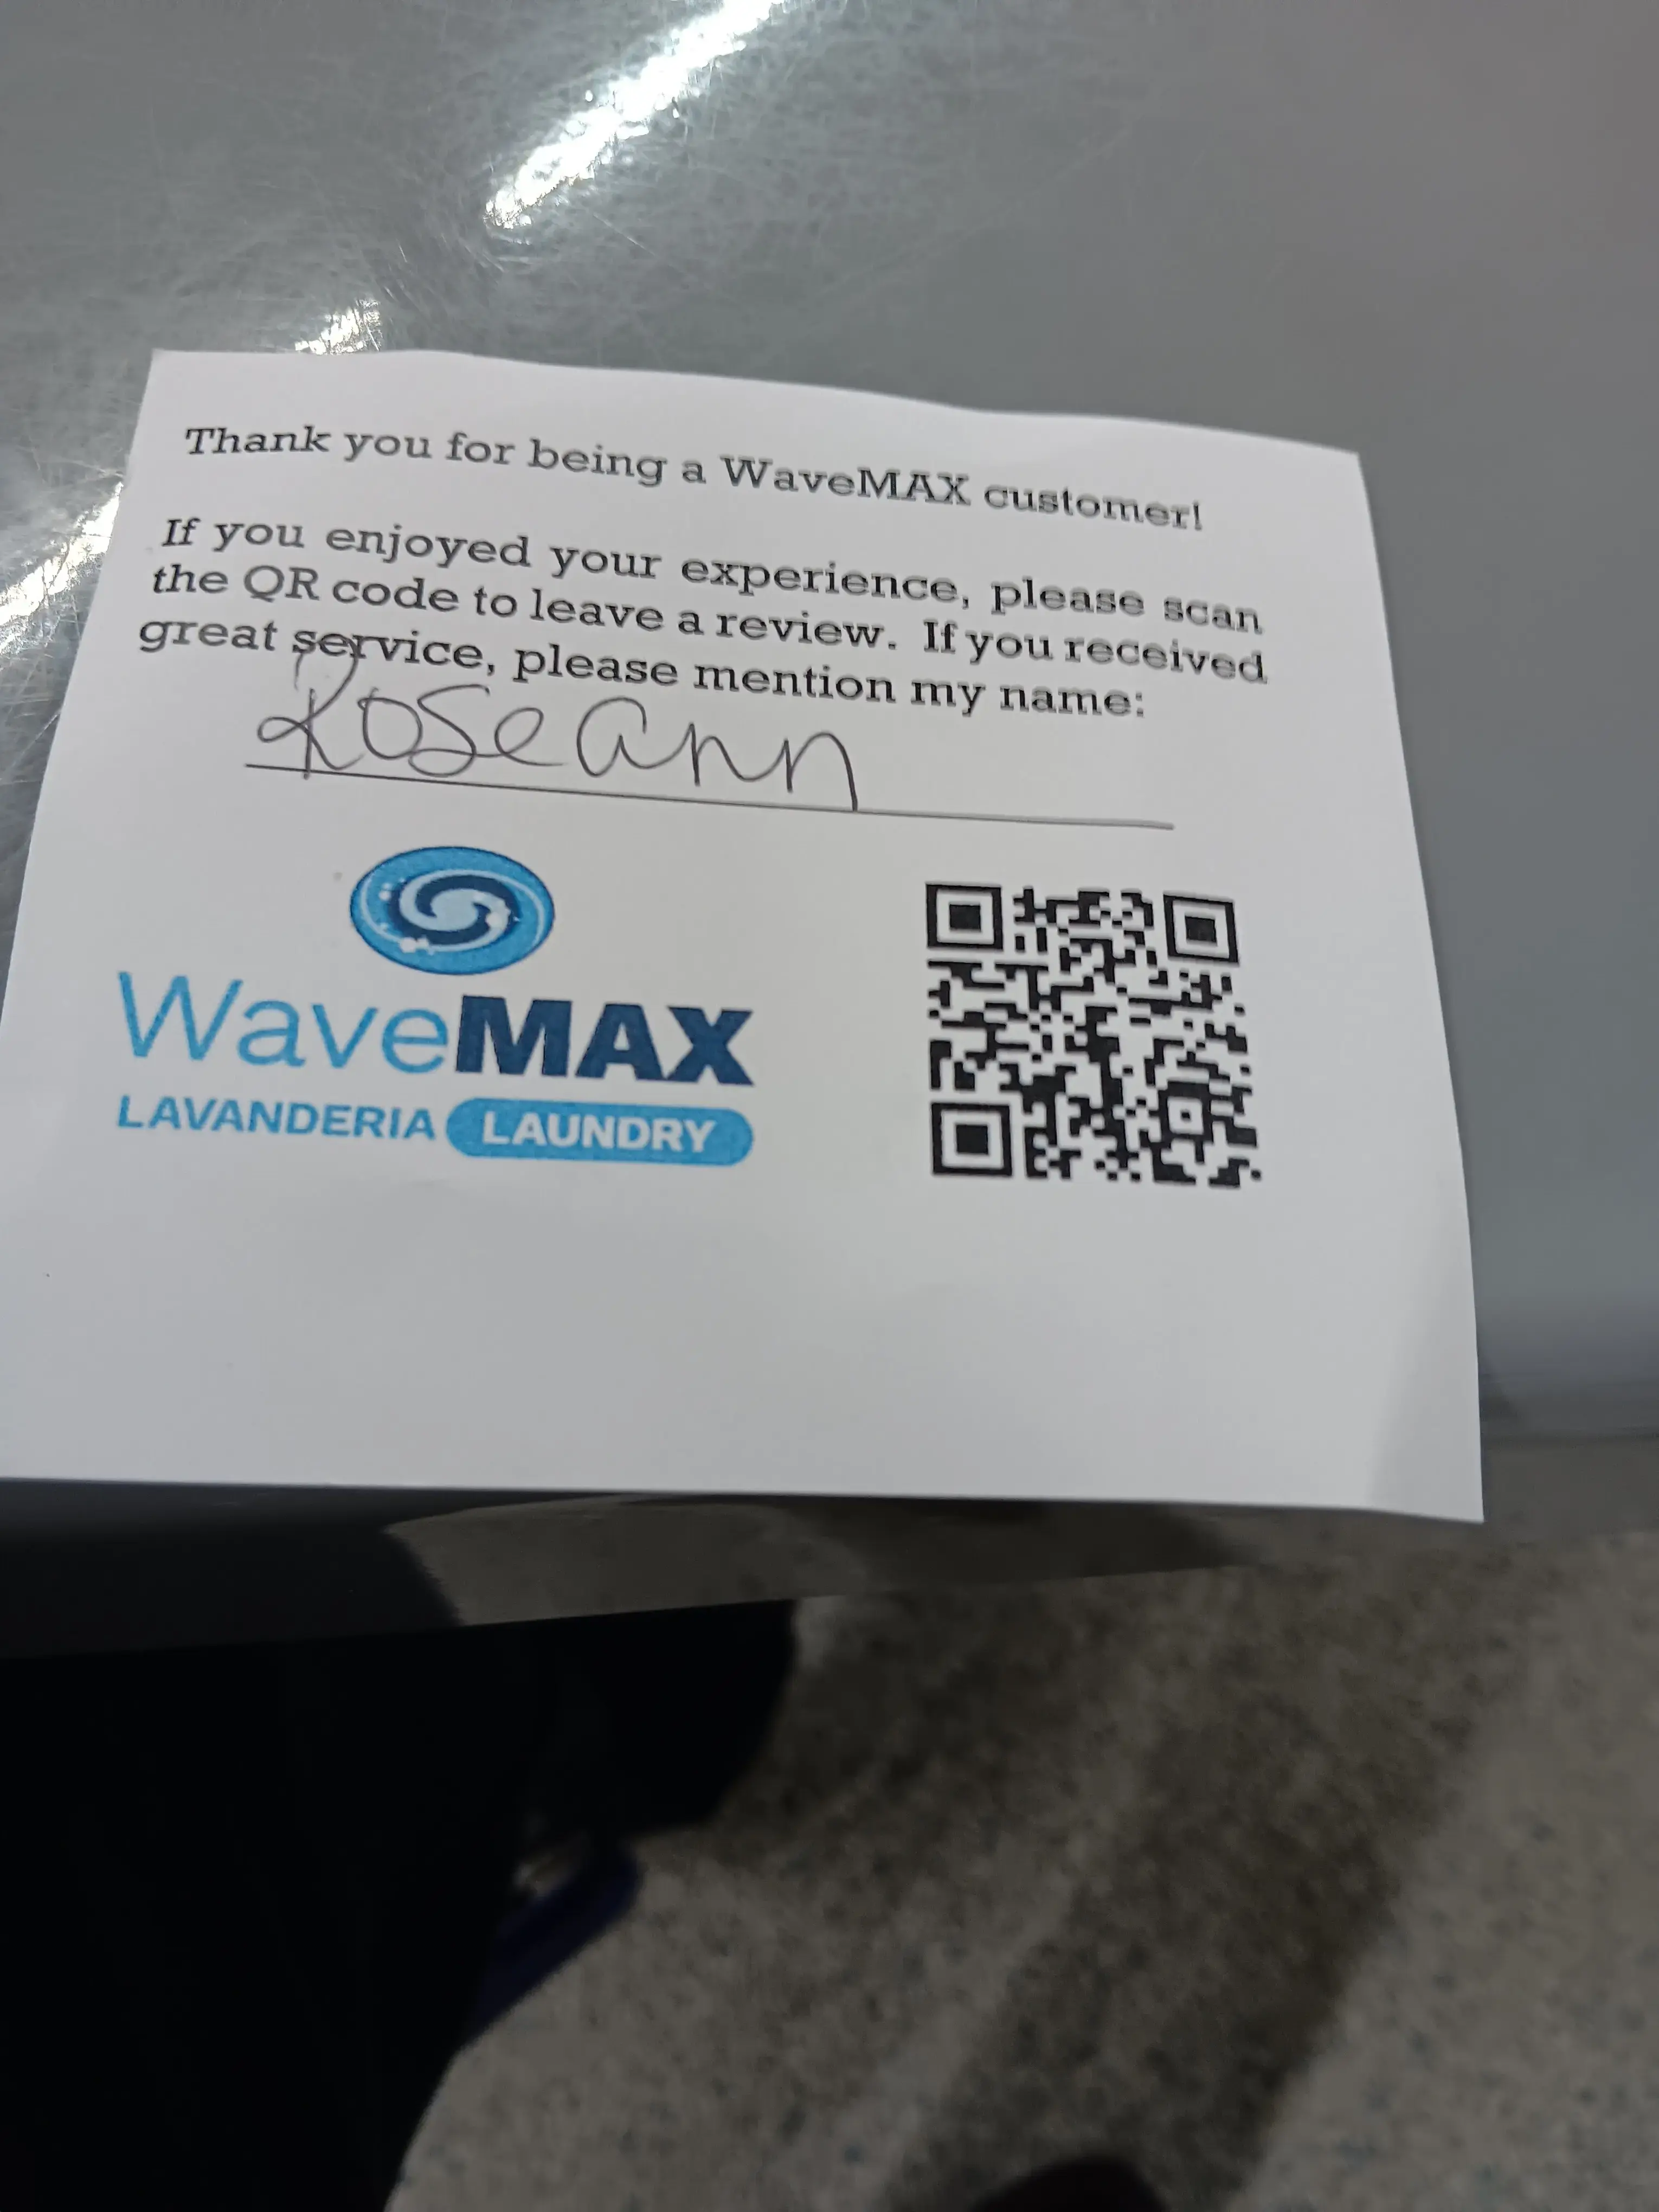 Thank you for being a WaveMAX customer!
If you enjoyed your experience, please scan
the QR code to leave a review. If you received
great service, please mention my name:
Roseann
WaveMAX
LAVANDERIA LAUNDRY